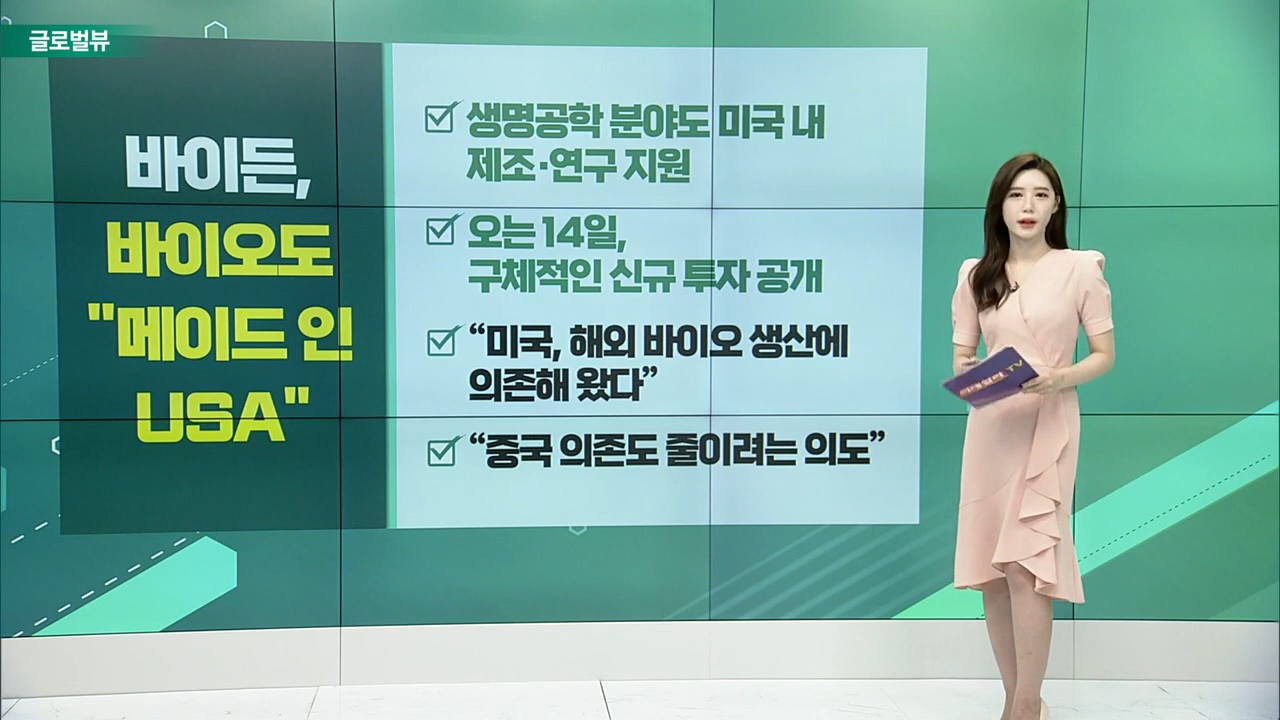 글로벌뷰
바이든,
바이오도
"메이드 인
USA"
생명공학 분야도 미국 내
제조·연구 지원
오는 14일,
구체적인 신규 투자 공개
“미국, 해외 바이오 생산에
의존해 왔다”
“중국 의존도 줄이려는 의도”